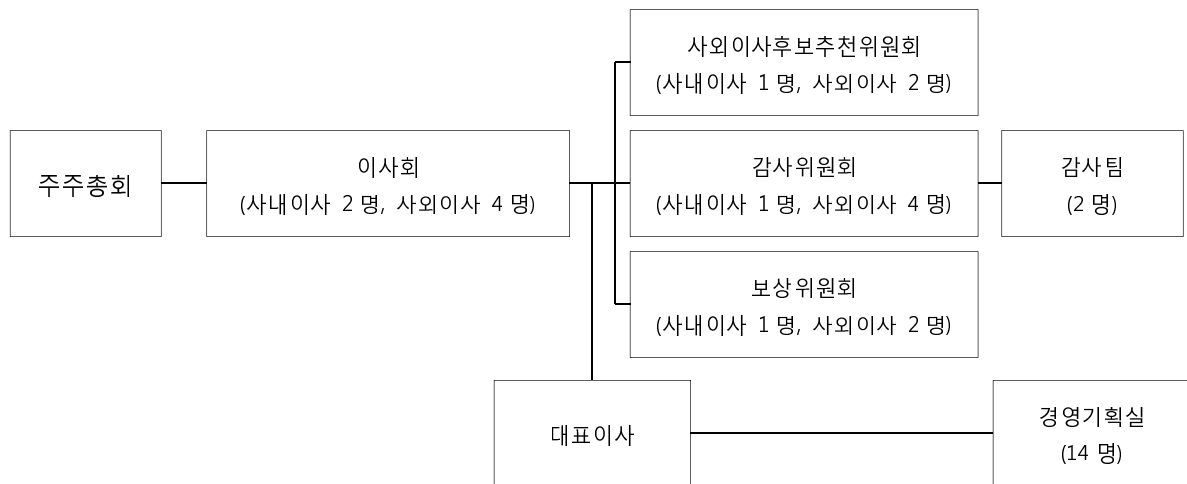 사외이사후보추천위원회
(사내이사 1 명, 사외이사 2 명)
주주총회
이사회
(사내이사 2 명, 사외이사 4 명)
감사위원회
(사내이사 1 명, 사외이사 4 명)
감사팀
(2 명)
보상위원회
(사내이사 1 명, 사외이사 2 명)
대표이사
경영기획실
(14 명)